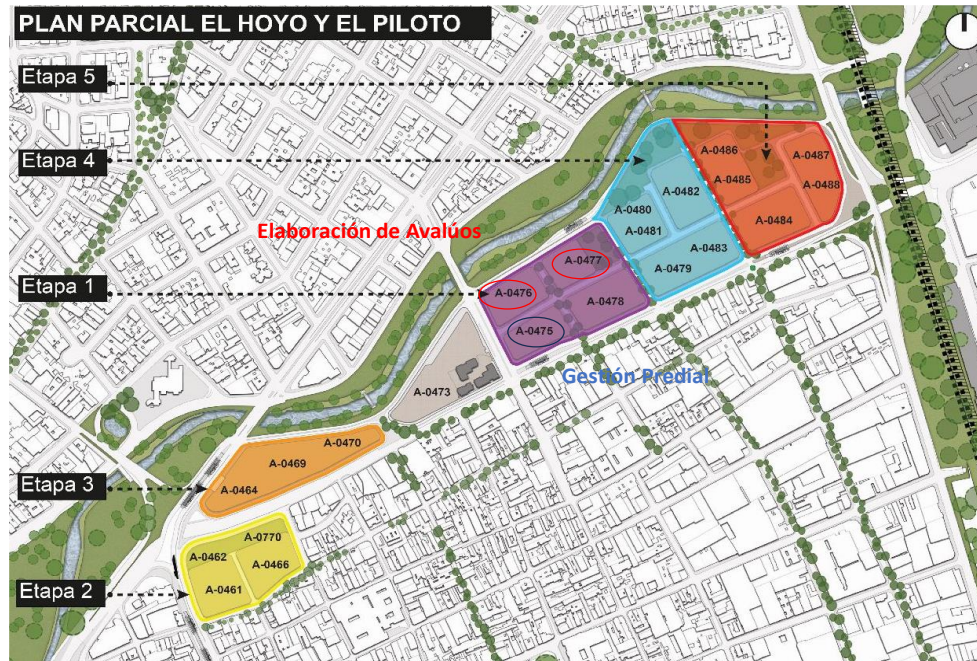 PLAN PARCIAL EL HOYO Y EL PILOTO
Etapa 5
A-0486
A-0487
Etapa 4
A-0482
A-0485
A-0488
A-0480
A-0484
Elaboración de Avalúos
A-0481
A-0483
A-0477
A-0479
Etapa 1
A-0476
A-0478
A-0475
Gestión Predial
A-0473
A-0470
A-0469
Etapa 3
A-0464
A-0770
A-0462
A-0466
Etapa 2
A-0461